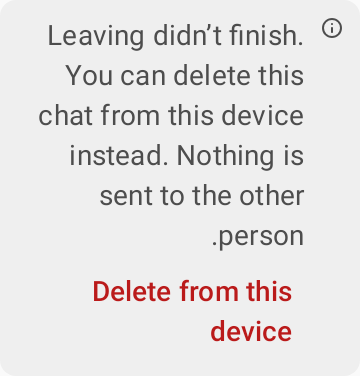 Leaving didn’t finish.
You can delete this
chat from this device
instead. Nothing is
sent to the other
.person
Delete from this
device